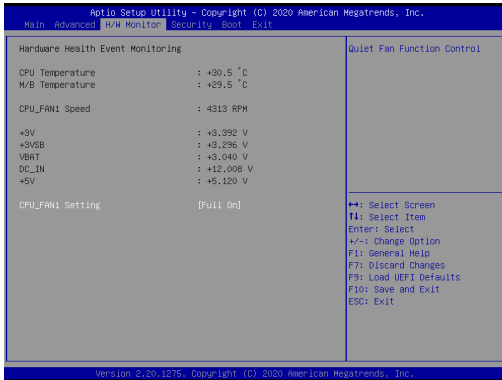 Aptio Setup Utility – Copyright (C) 2020 American Megatrends, Inc.
Main Advanced H/W Monitor Security Boot Exit
Hardware Health Event Monitoring
CPU Temperature : +30.5 °C
M/B Temperature : +29.5 °C
CPU_FAN1 Speed : 4313 RPM
+3V : +3.392 V
+3VSB : +3.296 V
VBAT : +3.040 V
DC_IN : +12.008 V
+5V : +5.120 V
CPU_FAN1 Setting [Full On]
Quiet Fan Function Control
↔: Select Screen
↑↓: Select Item
Enter: Select
+/-: Change Option
F1: General Help
F7: Discard Changes
F9: Load UEFI Defaults
F10: Save and Exit
ESC: Exit
Version 2.20.1275. Copyright (C) 2020 American Megatrends, Inc.